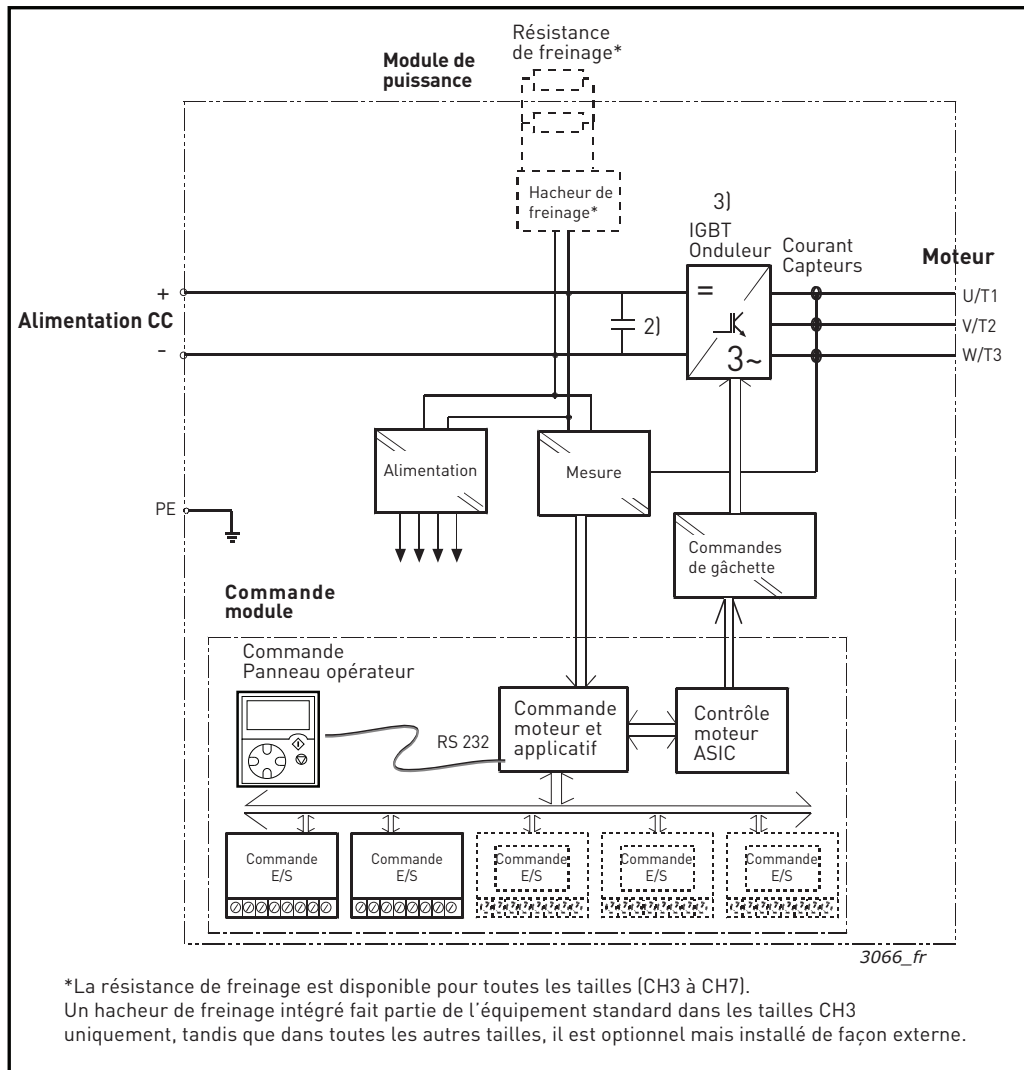 Résistance
de freinage*
Module de
puissance
Hacheur de
freinage*
3)
IGBT
Onduleur
Courant
Capteurs
Moteur
+
=
U/T1
Alimentation CC
2)
V/T2
-
3~
W/T3
Alimentation
Mesure
PE
Commandes
de gâchette
Commande
module
Commande
Panneau opérateur
RS 232
Commande
moteur et
applicatif
Contrôle
moteur
ASIC
Commande
E/S
Commande
E/S
Commande
E/S
Commande
E/S
Commande
E/S
3066_fr
*La résistance de freinage est disponible pour toutes les tailles (CH3 à CH7).
Un hacheur de freinage intégré fait partie de l'équipement standard dans les tailles CH3
uniquement, tandis que dans toutes les autres tailles, il est optionnel mais installé de façon externe.